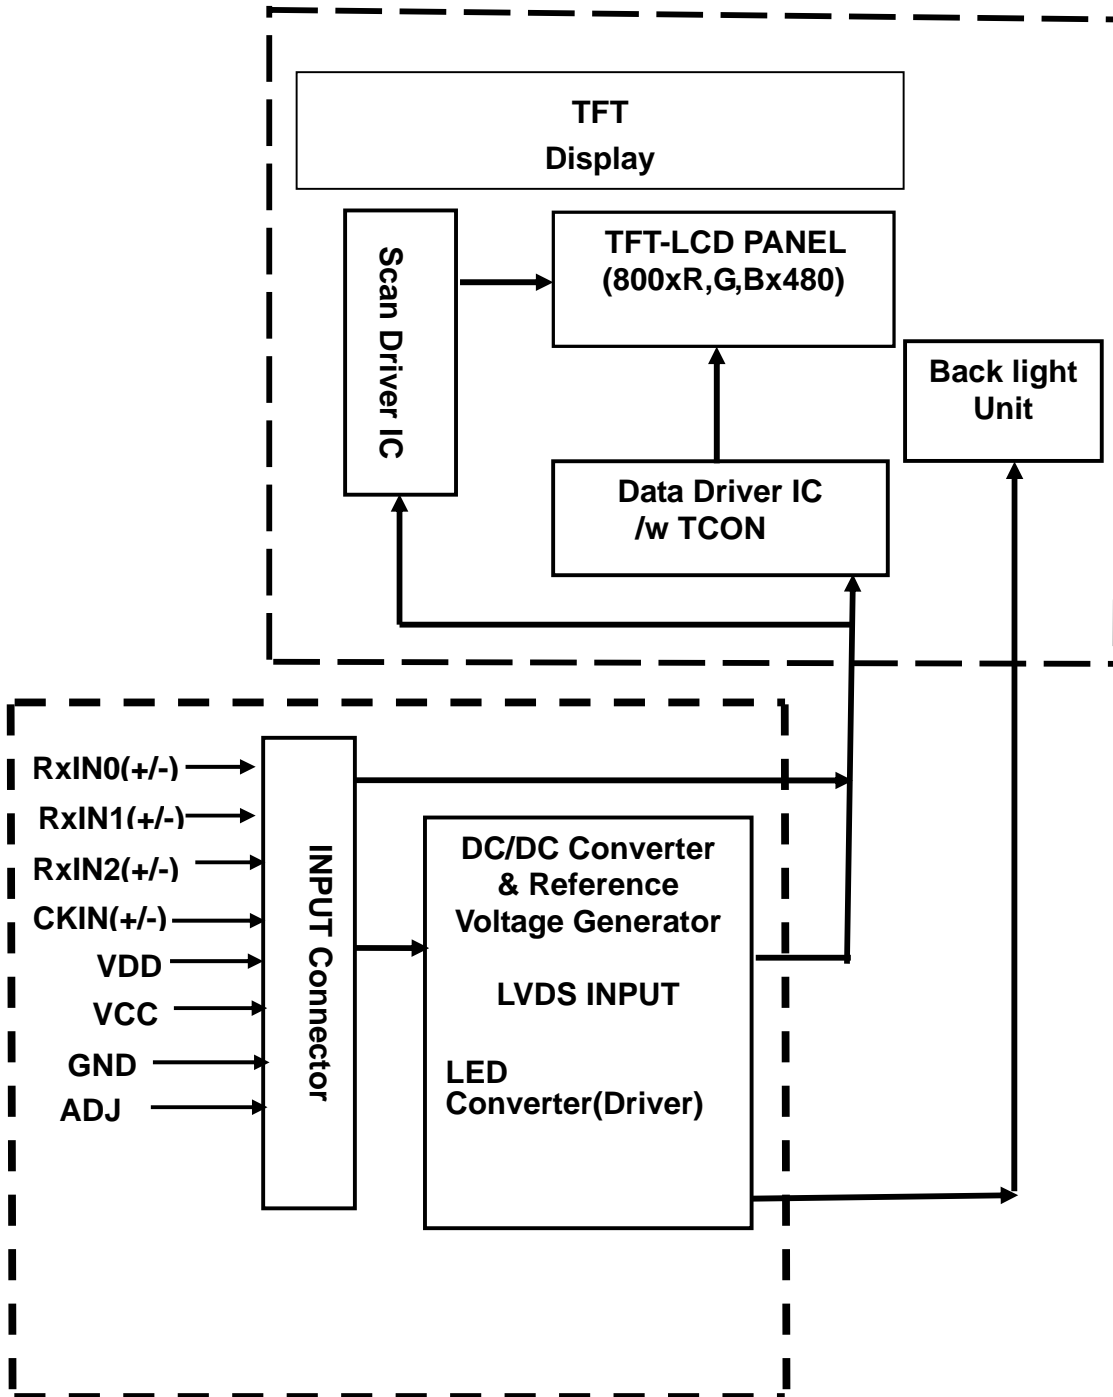 TFT
Display
Scan Driver IC
TFT-LCD PANEL
(800xR,G,Bx480)
Back light
Unit
Data Driver IC
/w TCON
RxIN0(+/-)
RxIN1(+/-)
RxIN2(+/-)
CKIN(+/-)
VDD
VCC
GND
ADJ
INPUT Connector
DC/DC Converter
& Reference
Voltage Generator
LVDS INPUT
LED
Converter(Driver)